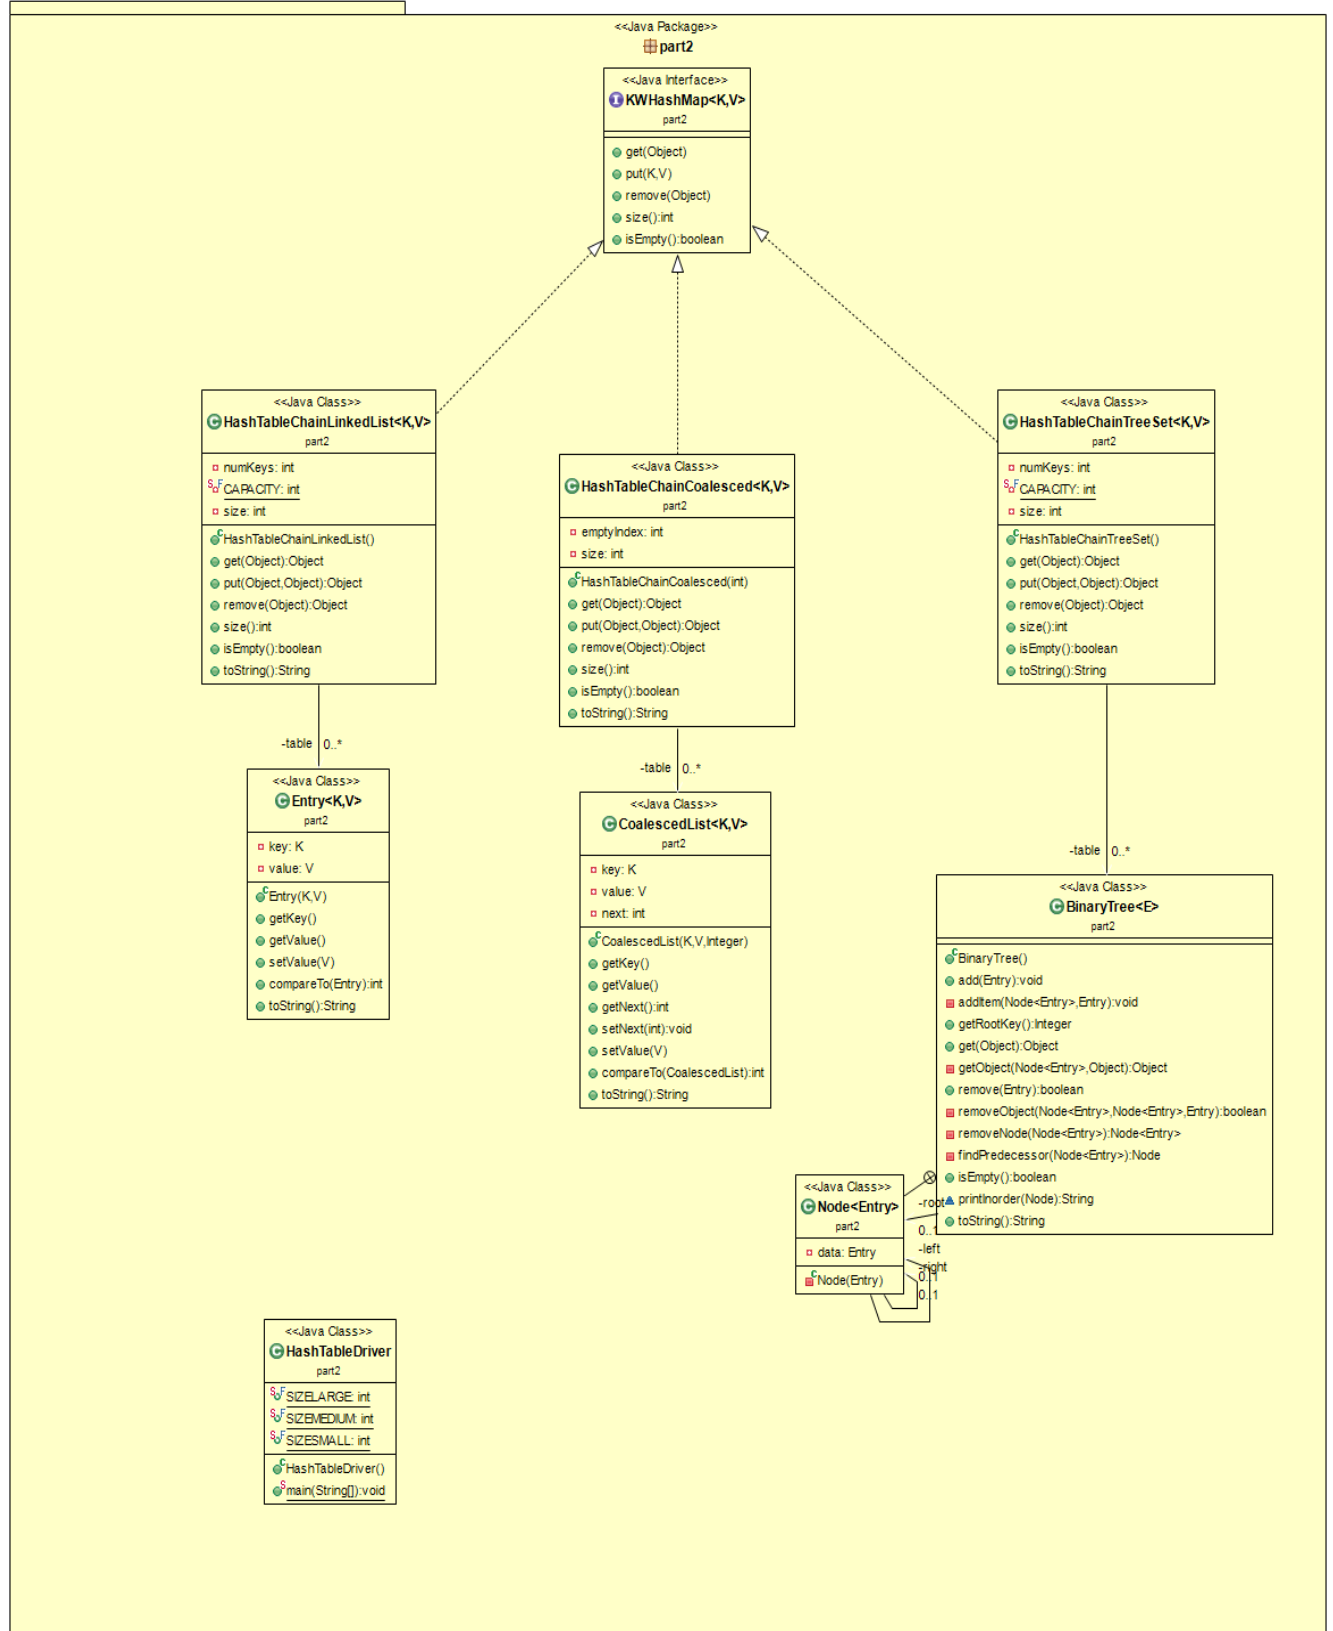 <<Java Package>>
part2
<<Java Interface>>
KWHashMap<K,V>
part2
get(Object)
put(K,V)
remove(Object)
size():int
isEmpty():boolean
<<Java Class>>
HashTableChainLinkedList<K,V>
part2
numKeys: int
CAPACITY: int
size: int
HashTableChainLinkedList()
get(Object):Object
put(Object,Object):Object
remove(Object):Object
size():int
isEmpty():boolean
toString():String
<<Java Class>>
HashTableChainCoalesced<K,V>
part2
emptyIndex: int
size: int
HashTableChainCoalesced(int)
get(Object):Object
put(Object,Object):Object
remove(Object):Object
size():int
isEmpty():boolean
toString():String
<<Java Class>>
HashTableChainTreeSet<K,V>
part2
numKeys: int
CAPACITY: int
size: int
HashTableChainTreeSet()
get(Object):Object
put(Object,Object):Object
remove(Object):Object
size():int
isEmpty():boolean
toString():String
-table 0..*
<<Java Class>>
Entry<K,V>
part2
key: K
value: V
Entry(K,V)
getKey()
getValue()
setValue(V)
compareTo(Entry):int
toString():String
-table 0..*
<<Java Class>>
CoalescedList<K,V>
part2
key: K
value: V
next: int
CoalescedList(K,V,Integer)
getKey()
getValue()
getNext():int
setNext(int):void
setValue(V)
compareTo(CoalescedList):int
toString():String
-table 0..*
<<Java Class>>
BinaryTree<E>
part2
BinaryTree()
add(Entry):void
addItem(Node<Entry>,Entry):void
getRootKey():Integer
get(Object):Object
getObject(Node<Entry>,Object):Object
remove(Entry):boolean
removeObject(Node<Entry>,Node<Entry>,Entry):boolean
removeNode(Node<Entry>):Node<Entry>
findPredecessor(Node<Entry>):Node
isEmpty():boolean
printInorder(Node):String
toString():String
<<Java Class>>
Node<Entry>
part2
data: Entry
Node(Entry)
-root
0..1
-left
-right
0..1
0..1
<<Java Class>>
HashTableDriver
part2
SIZELARGE: int
SIZEMEDIUM: int
SIZESMALL: int
HashTableDriver()
main(String[]):void